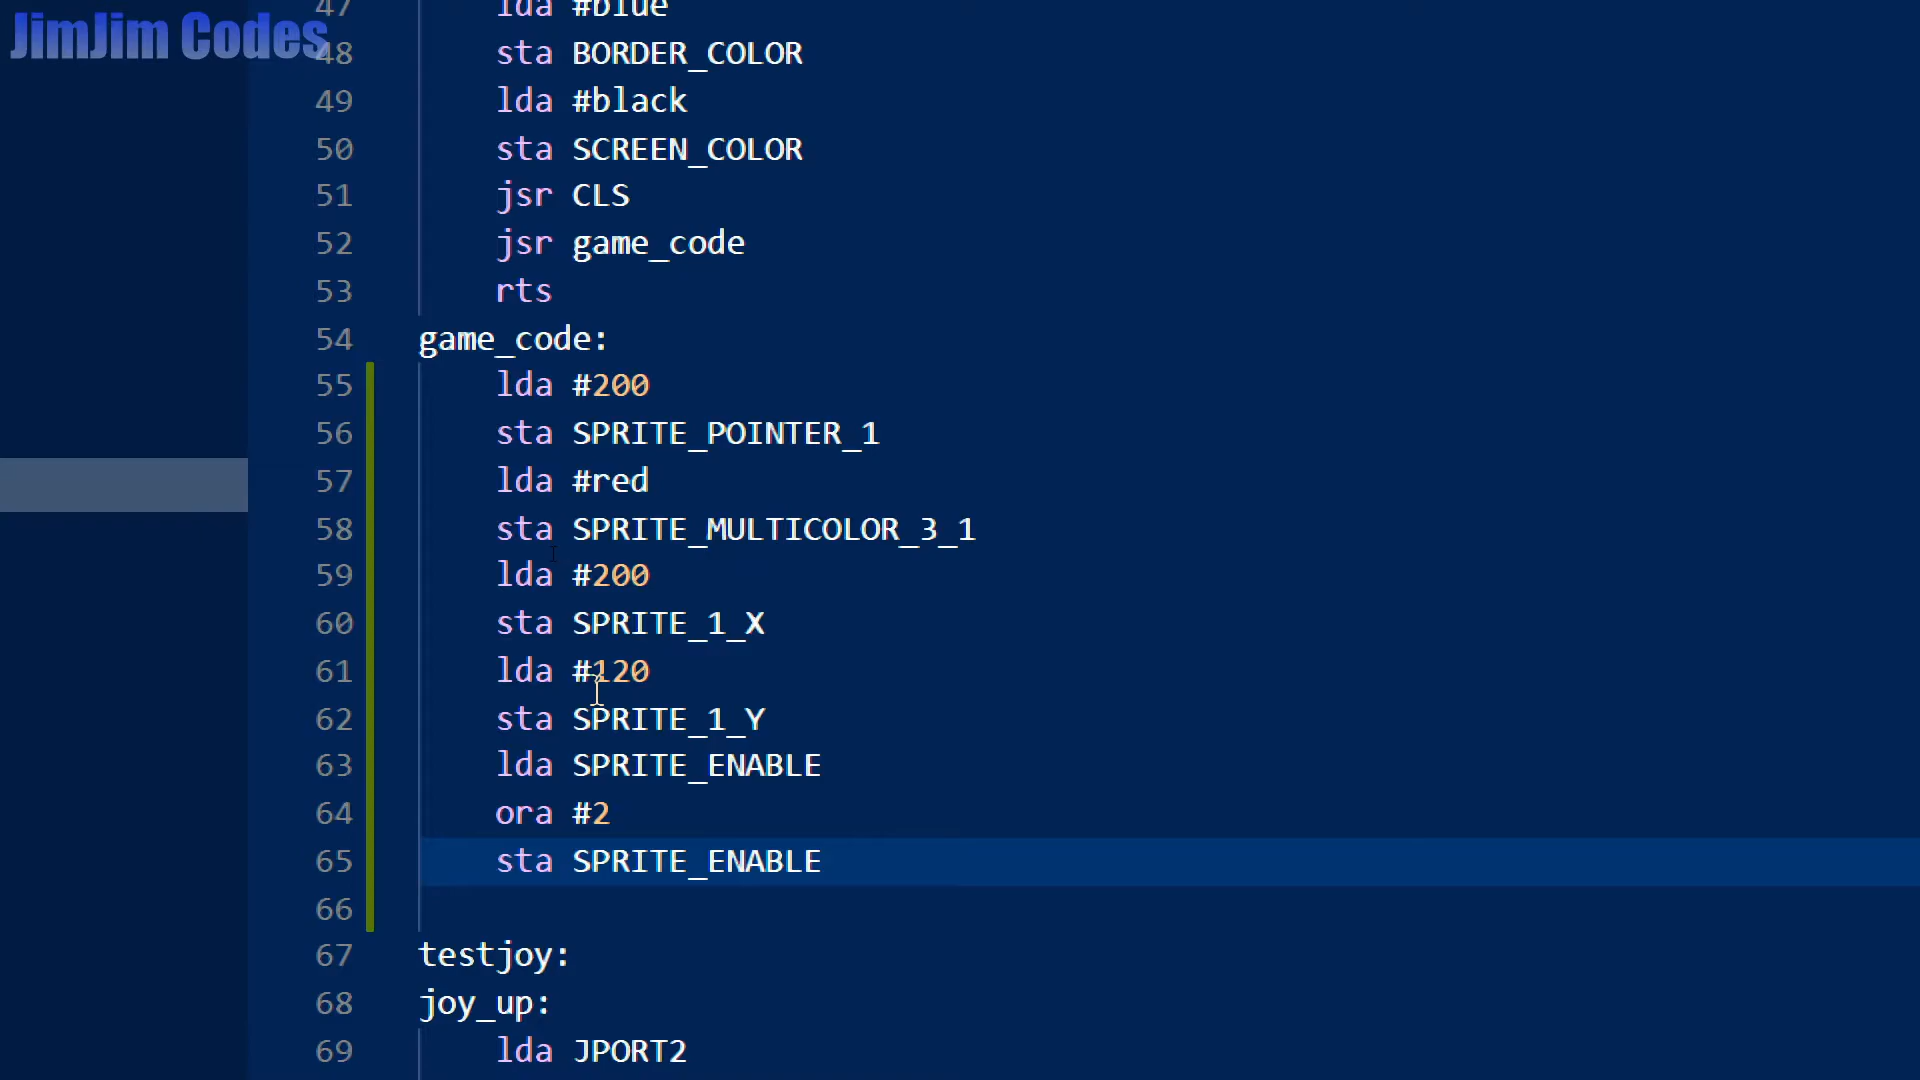 JimJim Codes
47 lda #blue
48 sta BORDER_COLOR
49 lda #black
50 sta SCREEN_COLOR
51 jsr CLS
52 jsr game_code
53 rts
54 game_code:
55 lda #200
56 sta SPRITE_POINTER_1
57 lda #red
58 sta SPRITE_MULTICOLOR_3_1
59 lda #200
60 sta SPRITE_1_X
61 lda #120
62 sta SPRITE_1_Y
63 lda SPRITE_ENABLE
64 ora #2
65 sta SPRITE_ENABLE
66
67 testjoy:
68 joy_up:
69 lda JPORT2